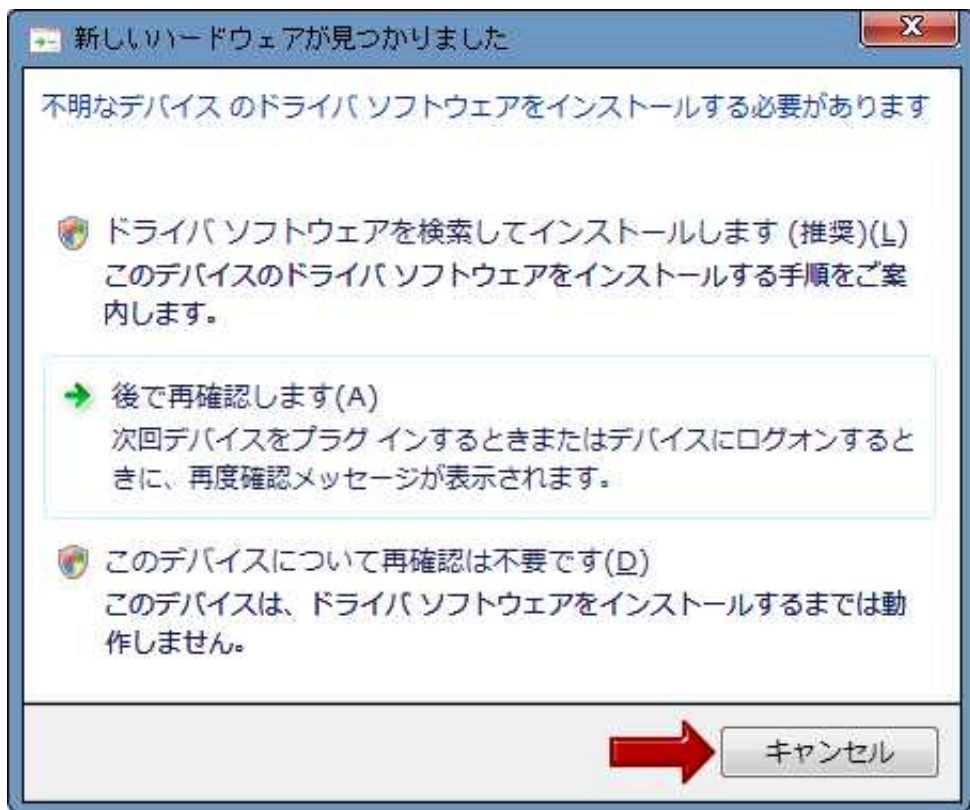 新しいハードウェアが見つかりました
不明なデバイス のドライバ ソフトウェアをインストールする必要があります
ドライバ ソフトウェアを検索してインストールします (推奨)(L)
このデバイスのドライバ ソフトウェアをインストールする手順をご案
内します。
後で再確認します(A)
次回デバイスをプラグ インするときまたはデバイスにログオンすると
きに、再度確認メッセージが表示されます。
このデバイスについて再確認は不要です(D)
このデバイスは、ドライバ ソフトウェアをインストールするまでは動
作しません。
キャンセル